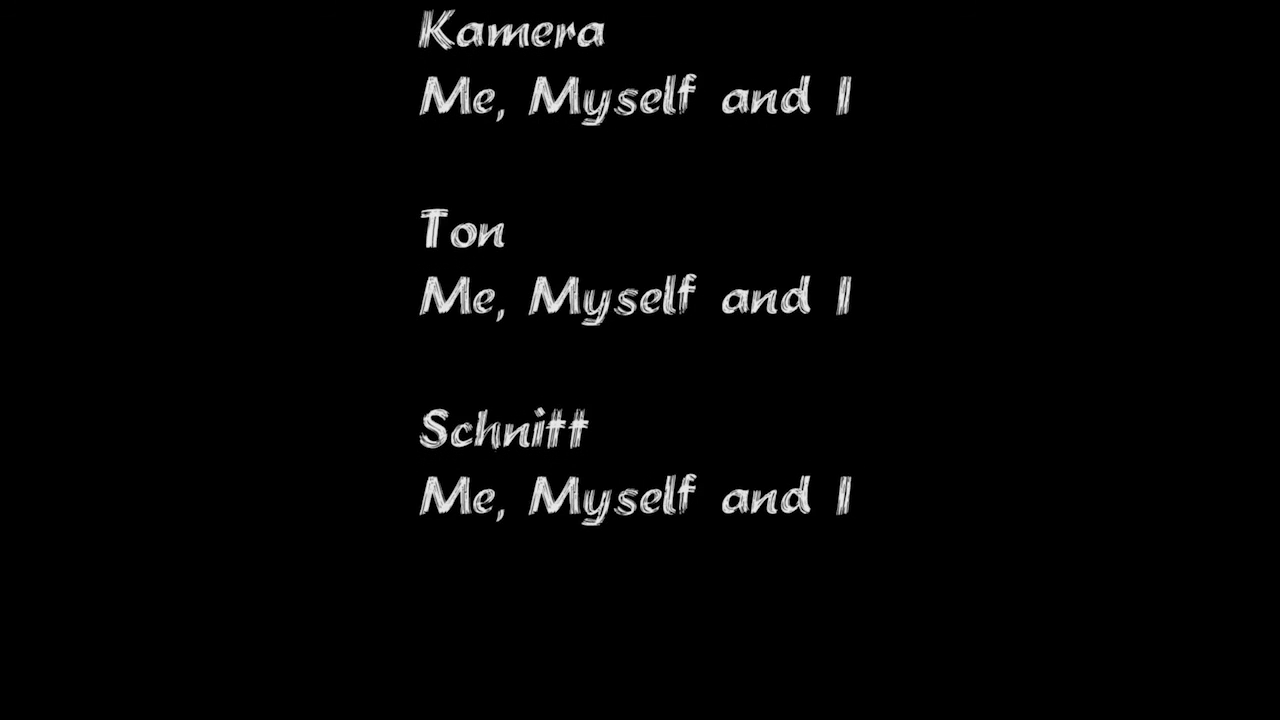 Kamera
Me, Myself and I
Ton
Me, Myself and I
Schnitt
Me, Myself and I